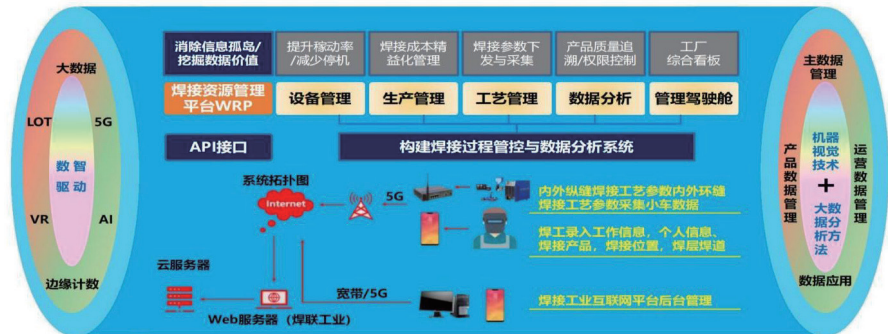 大数据
LOT
5G
数智
驱动
VR
AI
边缘计数
消除信息孤岛/
挖掘数据价值
提升稼动率
/减少停机
焊接成本精
益化管理
焊接参数下
发与采集
产品质量追
溯/权限控制
工厂
综合看板
焊接资源管理
平台WRP
设备管理
生产管理
工艺管理
数据分析
管理驾驶舱
API接口
构建焊接过程管控与数据分析系统
系统拓扑图
Internet
5G
内外纵缝焊接工艺参数内外环缝
焊接工艺参数采集小车数据
焊工录入工作信息，个人信息、
焊接产品，焊接位置，焊层焊道
云服务器
Web服务器（焊联工业）
宽带/5G
焊接工业互联网平台后台管理
主数据
管理
产品数据管理
机器
视觉
技术
+
大数据分析方法
运营数据管理
数据应用